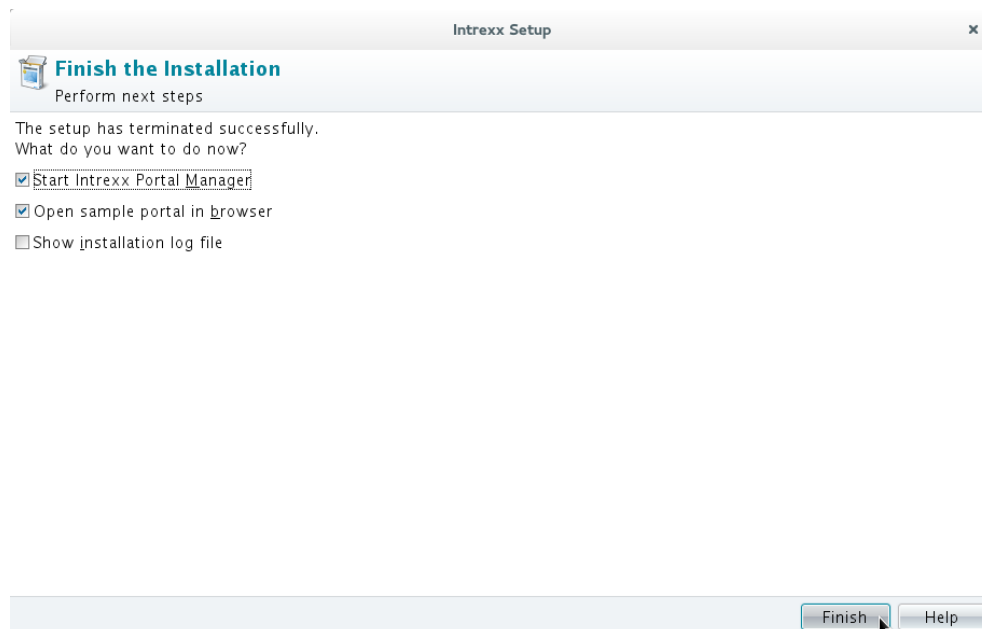 Intrexx Setup
Finish the Installation
Perform next steps
The setup has terminated successfully.
What do you want to do now?
Start Intrexx Portal Manager
Open sample portal in browser
Show installation log file
Finish
Help